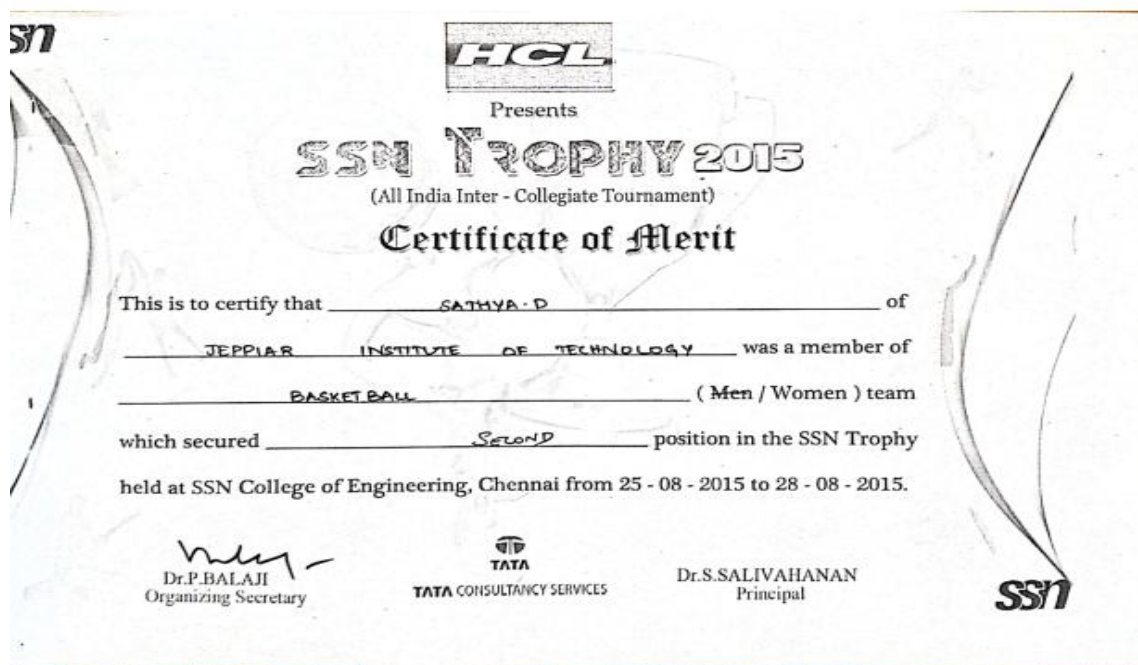 ssn
HCL
Presents
SSN TROPHY 2015
(All India Inter - Collegiate Tournament)
Certificate of Merit
This is to certify that SATHYA.D of
JEPPIAR INSTITUTE OF TECHNOLOGY was a member of
BASKET BALL ( Men / Women ) team
which secured SECOND position in the SSN Trophy
held at SSN College of Engineering, Chennai from 25 - 08 - 2015 to 28 - 08 - 2015.
TATA
Dr.P.BALAJI
Organizing Secretary
TATA CONSULTANCY SERVICES
Dr.S.SALIVAHANAN
Principal
ssn